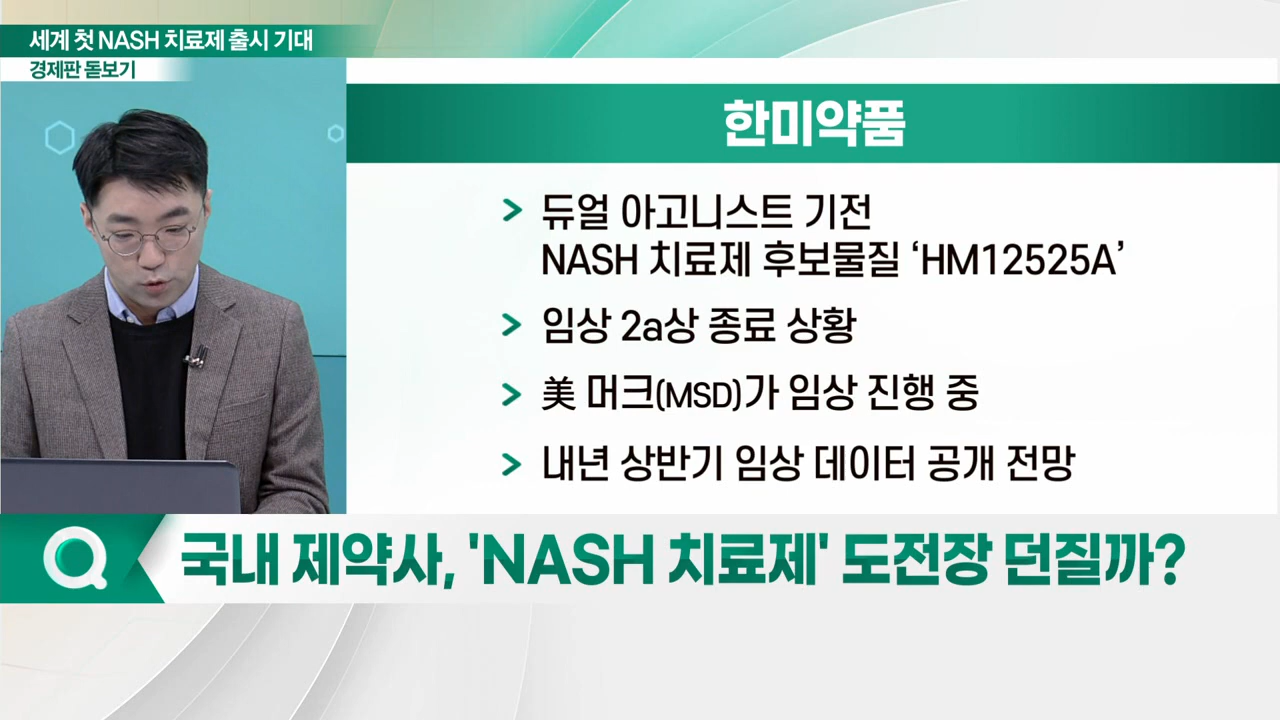 세계 첫 NASH 치료제 출시 기대
경제판 돋보기
한미약품
> 듀얼 아고니스트 기전
NASH 치료제 후보물질 ‘HM12525A’
> 임상 2a상 종료 상황
> 美 머크(MSD)가 임상 진행 중
> 내년 상반기 임상 데이터 공개 전망
국내 제약사, 'NASH 치료제' 도전장 던질까?